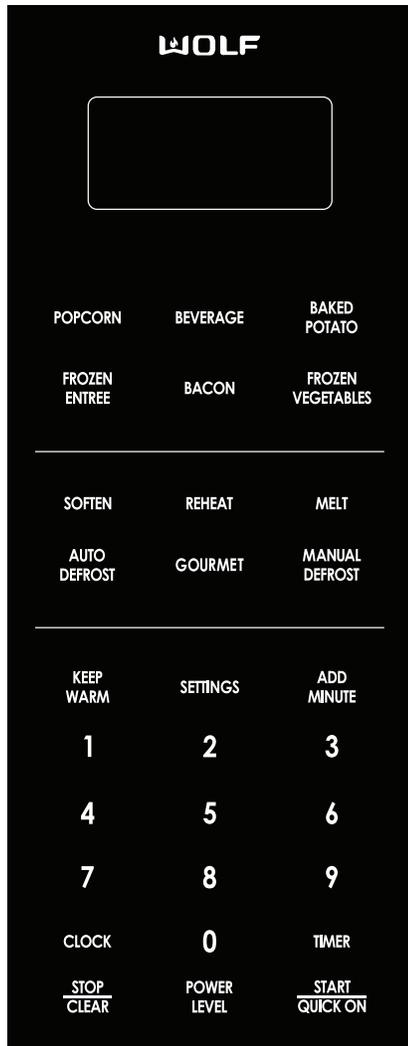 WOLF
POPCORN BEVERAGE BAKED POTATO
FROZEN ENTREE BACON FROZEN VEGETABLES
SOFTEN REHEAT MELT
AUTO DEFROST GOURMET MANUAL DEFROST
KEEP WARM SETTINGS ADD MINUTE
1 2 3
4 5 6
7 8 9
CLOCK 0 TIMER
STOP CLEAR POWER LEVEL START QUICK ON